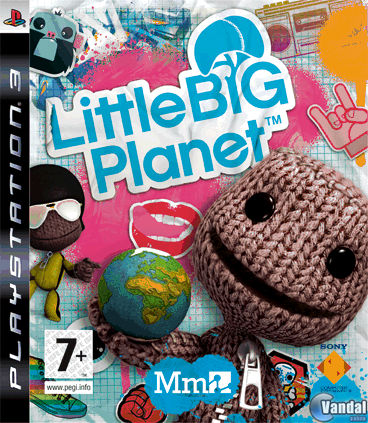 PLAYSTATION 3
LittleBIG
Planet™
7+
www.pegi.info
Mm
SONY
Vandal